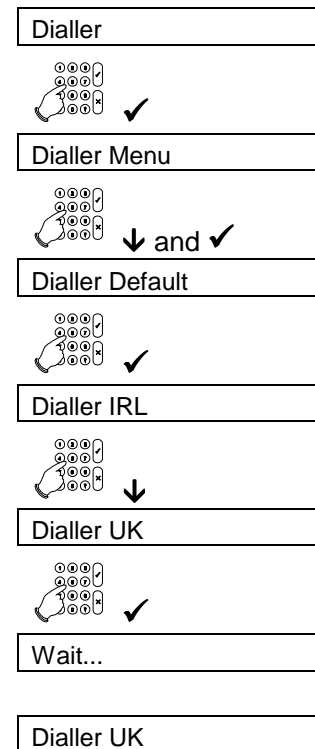 Dialler
✓
Dialler Menu
↓ and ✓
Dialler Default
✓
Dialler IRL
↓
Dialler UK
✓
Wait...
Dialler UK